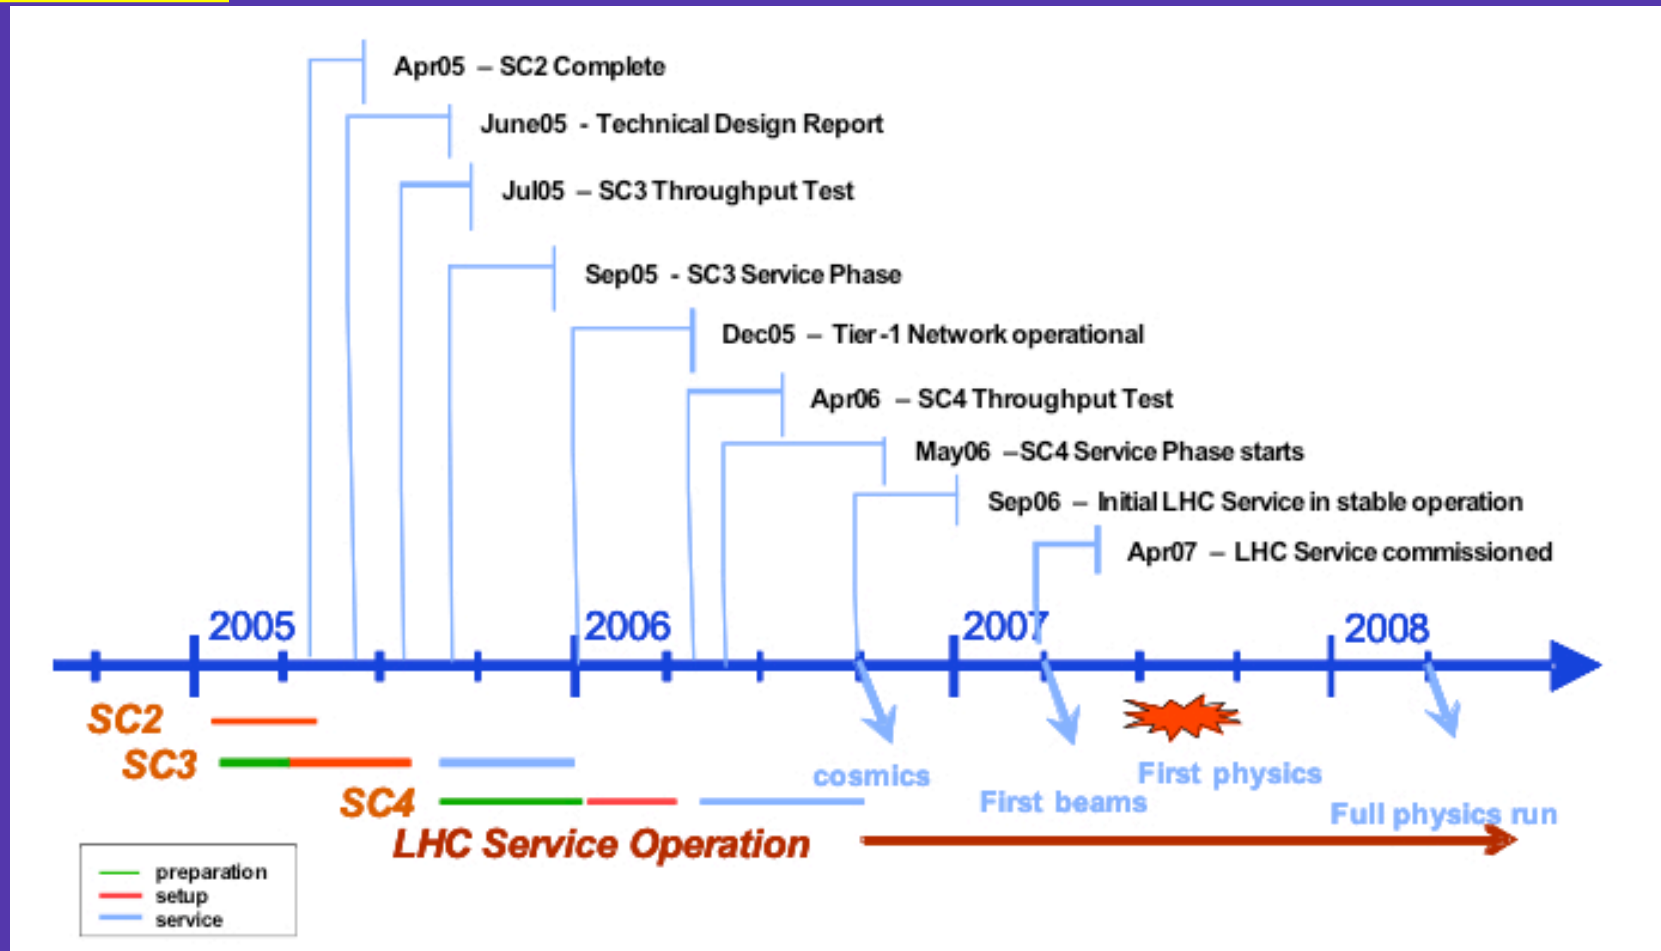 Apr05 – SC2 Complete
June05 - Technical Design Report
Jul05 – SC3 Throughput Test
Sep05 - SC3 Service Phase
Dec05 – Tier-1 Network operational
Apr06 – SC4 Throughput Test
May06 –SC4 Service Phase starts
Sep06 – Initial LHC Service in stable operation
Apr07 – LHC Service commissioned
2005 2006 2007 2008
SC2
SC3
SC4
cosmics
First beams
First physics
Full physics run
LHC Service Operation
preparation
setup
service